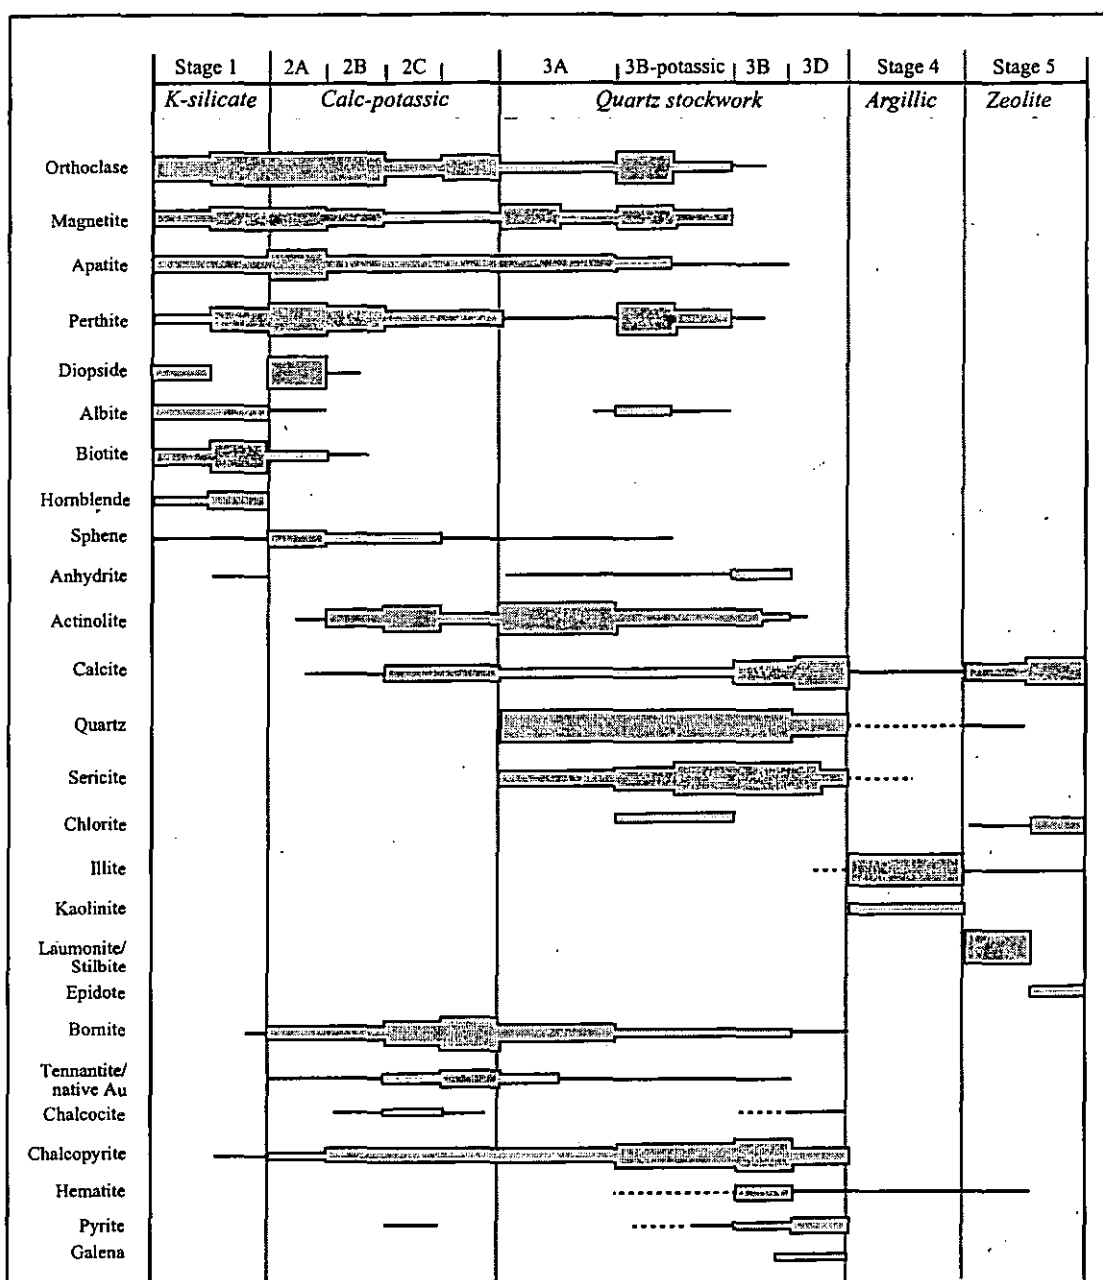 Stage 1 2A 2B 2C 3A 3B-potassic 3B 3D Stage 4 Stage 5
K-silicate Calc-potassic Quartz stockwork Argillic Zeolite
Orthoclase
Magnetite
Apatite
Perthite
Diopside
Albite
Biotite
Hornblende
Sphene
Anhydrite
Actinolite
Calcite
Quartz
Sericite
Chlorite
Illite
Kaolinite
Laumonite/
Stilbite
Epidote
Bornite
Tennantite/
native Au
Chalcocite
Chalcopyrite
Hematite
Pyrite
Galena